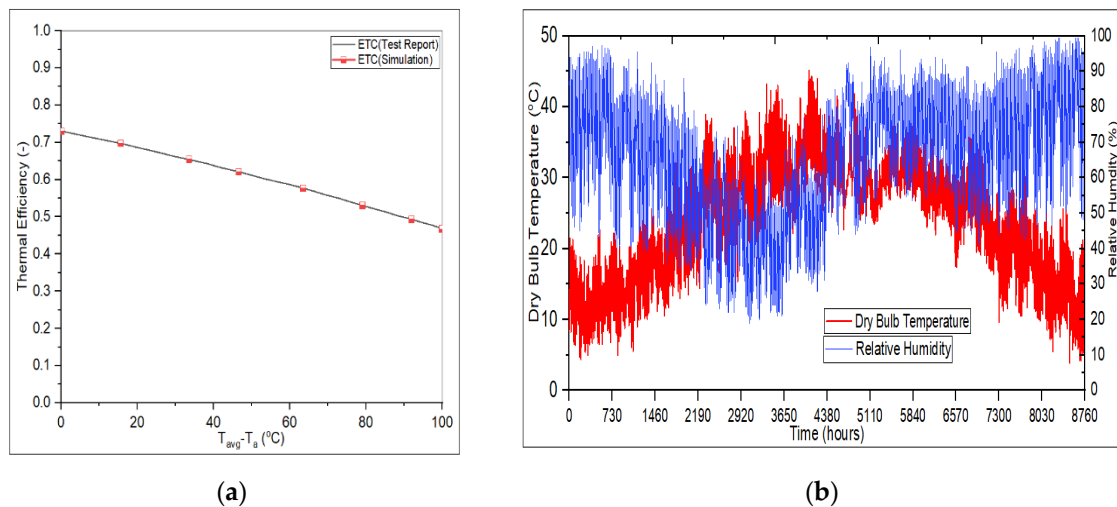 1.0
0.9
0.8
0.7
0.6
0.5
0.4
0.3
0.2
0.1
0.0
Thermal Efficiency (-)
ETC(Test Report)
ETC(Simulation)
0 20 40 60 80 100
T_avg-T_a (°C)
(a)
50
40
30
20
10
0
Dry Bulb Temperature (°C)
Dry Bulb Temperature
Relative Humidity
100
90
80
70
60
50
40
30
20
10
0
Relative Humdity (%)
0 730 1460 2190 2920 3650 4380 5110 5840 6570 7300 8030 8760
Time (hours)
(b)